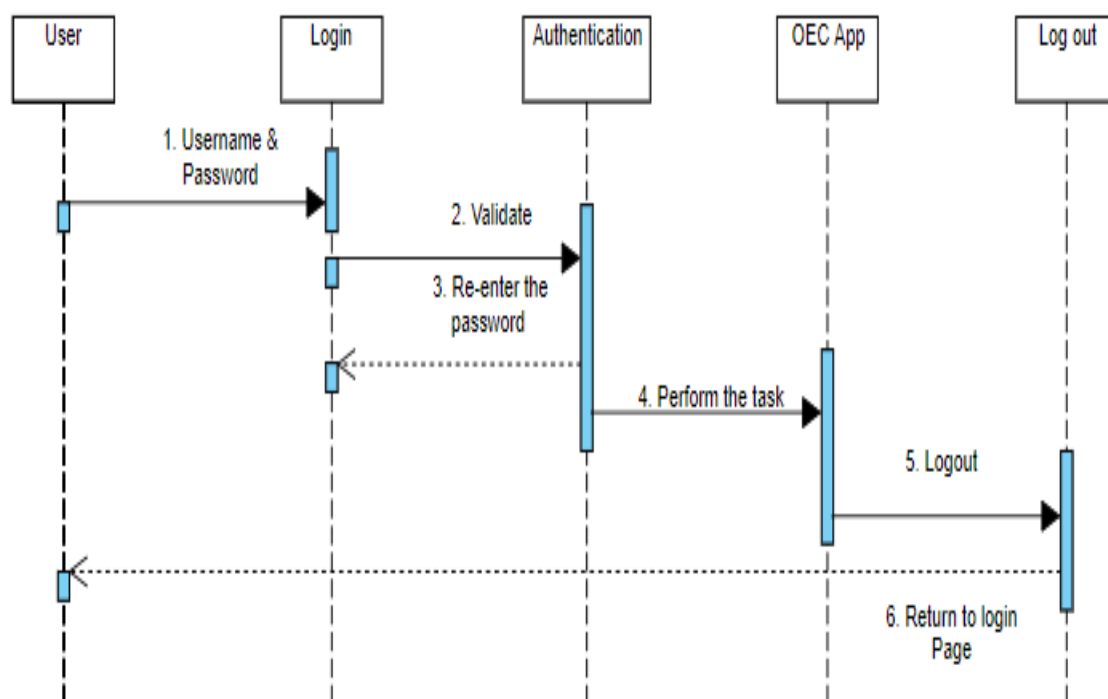 User
Login
Authentication
OEC App
Log out
1. Username &
Password
2. Validate
3. Re-enter the
password
4. Perform the task
5. Logout
6. Return to login
Page